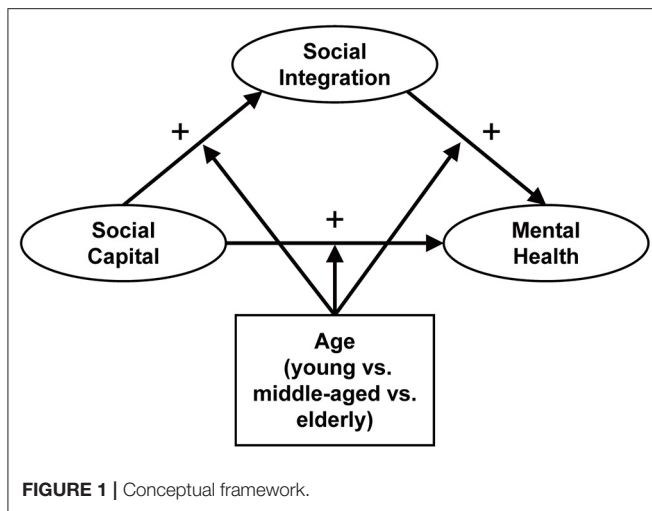 Social
Integration
+
+
Social
Capital
+
Mental
Health
Age
(young vs.
middle-aged vs.
elderly)
FIGURE 1 | Conceptual framework.